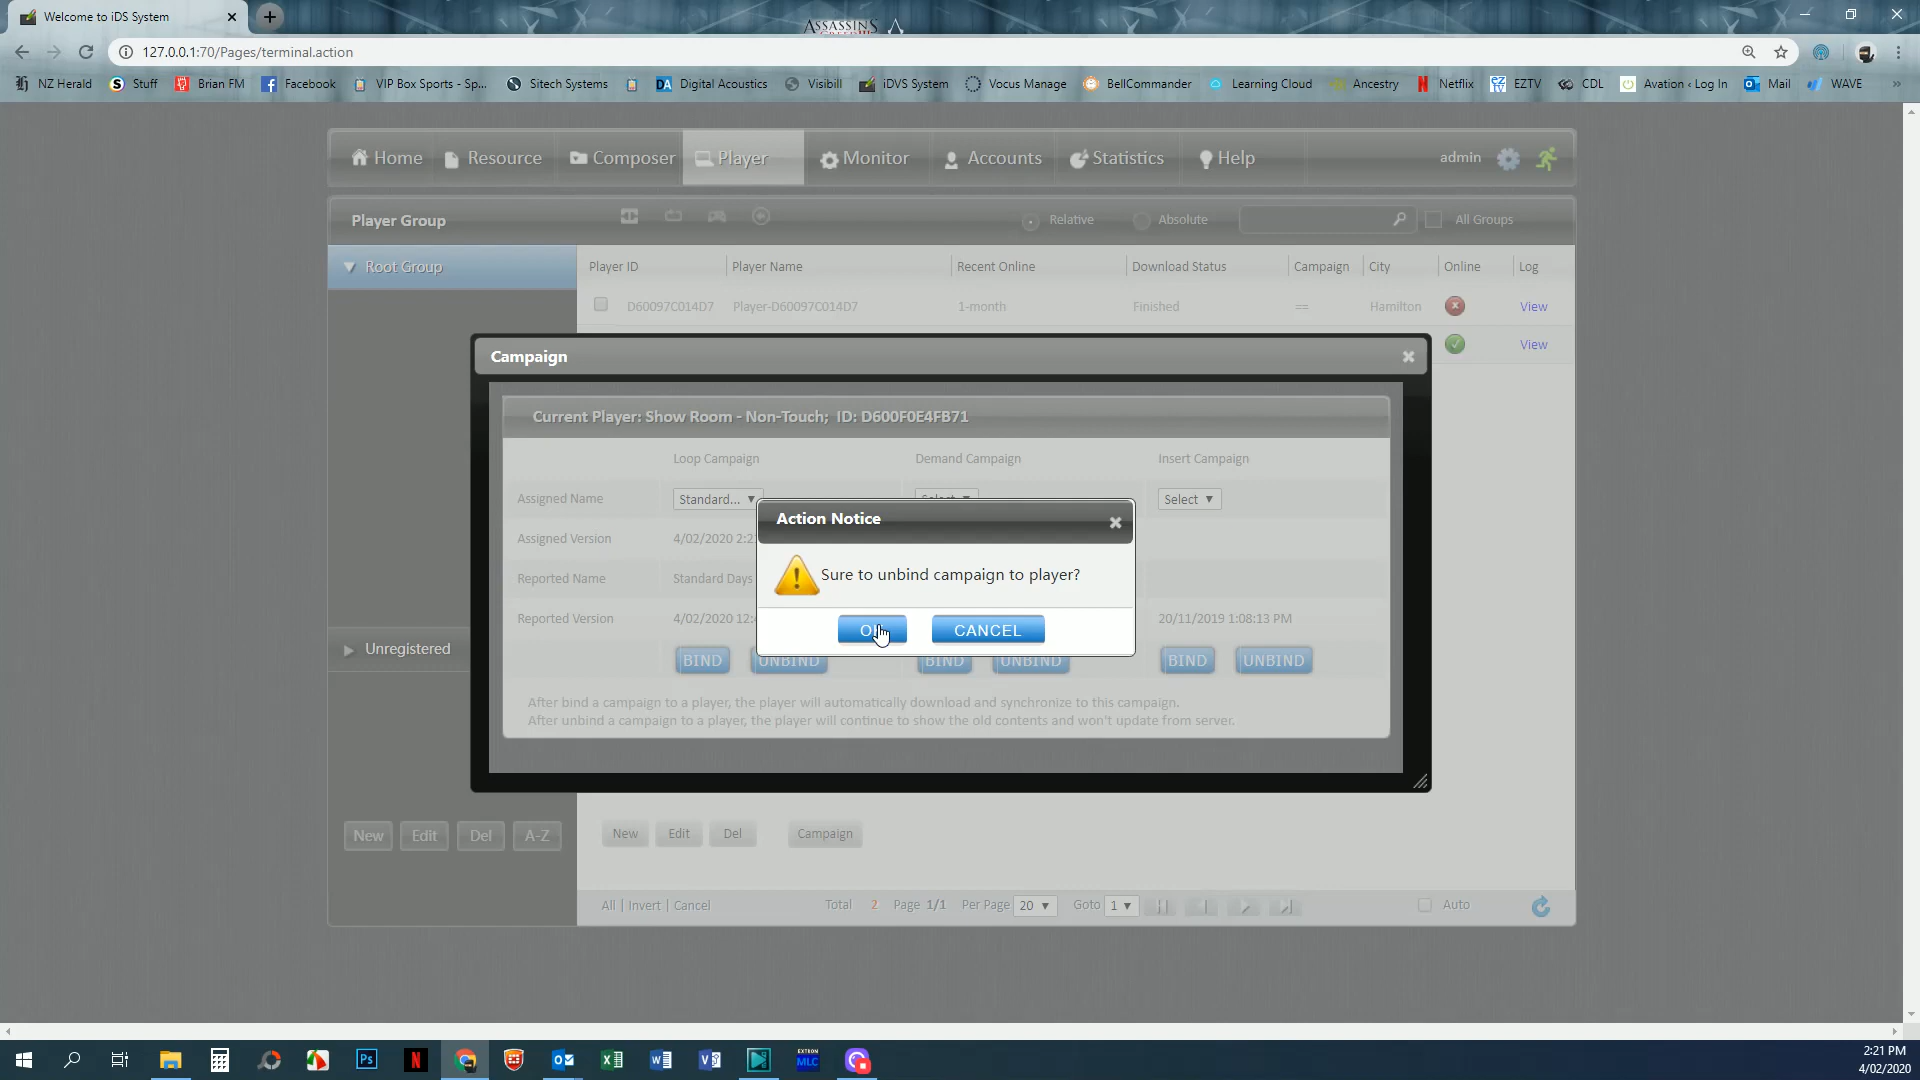 Welcome to iDS System
ASSASSINS
127.0.0.1:70/Pages/terminal.action
NZ Herald Stuff Brian FM Facebook VIP Box Sports - Sp... Sitech Systems DA Digital Acoustics Visibill iDVS System Vocus Manage BellCommander Learning Cloud Ancestry Netflix EZTV CDL Avation ‹ Log In Mail WAVE »
Home Resource Composer Player Monitor Accounts Statistics Help admin
Player Group Relative Absolute All Groups
Root Group Player ID Player Name Recent Online Download Status Campaign City Online Log
D60097C014D7 Player-D60097C014D7 1-month Finished == Hamilton View
View
Campaign
Current Player: Show Room - Non-Touch; ID: D600F0E4FB71
Loop Campaign Demand Campaign Insert Campaign
Assigned Name Standard... Select Select
Action Notice
Assigned Version 4/02/2020 2:2
Reported Name Standard Days
Sure to unbind campaign to player?
Reported Version 4/02/2020 12:4 20/11/2019 1:08:13 PM
CANCEL
Unregistered
BIND UNBIND BIND UNBIND BIND UNBIND
After bind a campaign to a player, the player will automatically download and synchronize to this campaign.
After unbind a campaign to a player, the player will continue to show the old contents and won't update from server.
New Edit Del A-Z New Edit Del Campaign
All | Invert | Cancel Total 2 Page 1/1 Per Page 20 Goto 1 Auto
Ps N EXTRON MLC
2:21 PM
4/02/2020